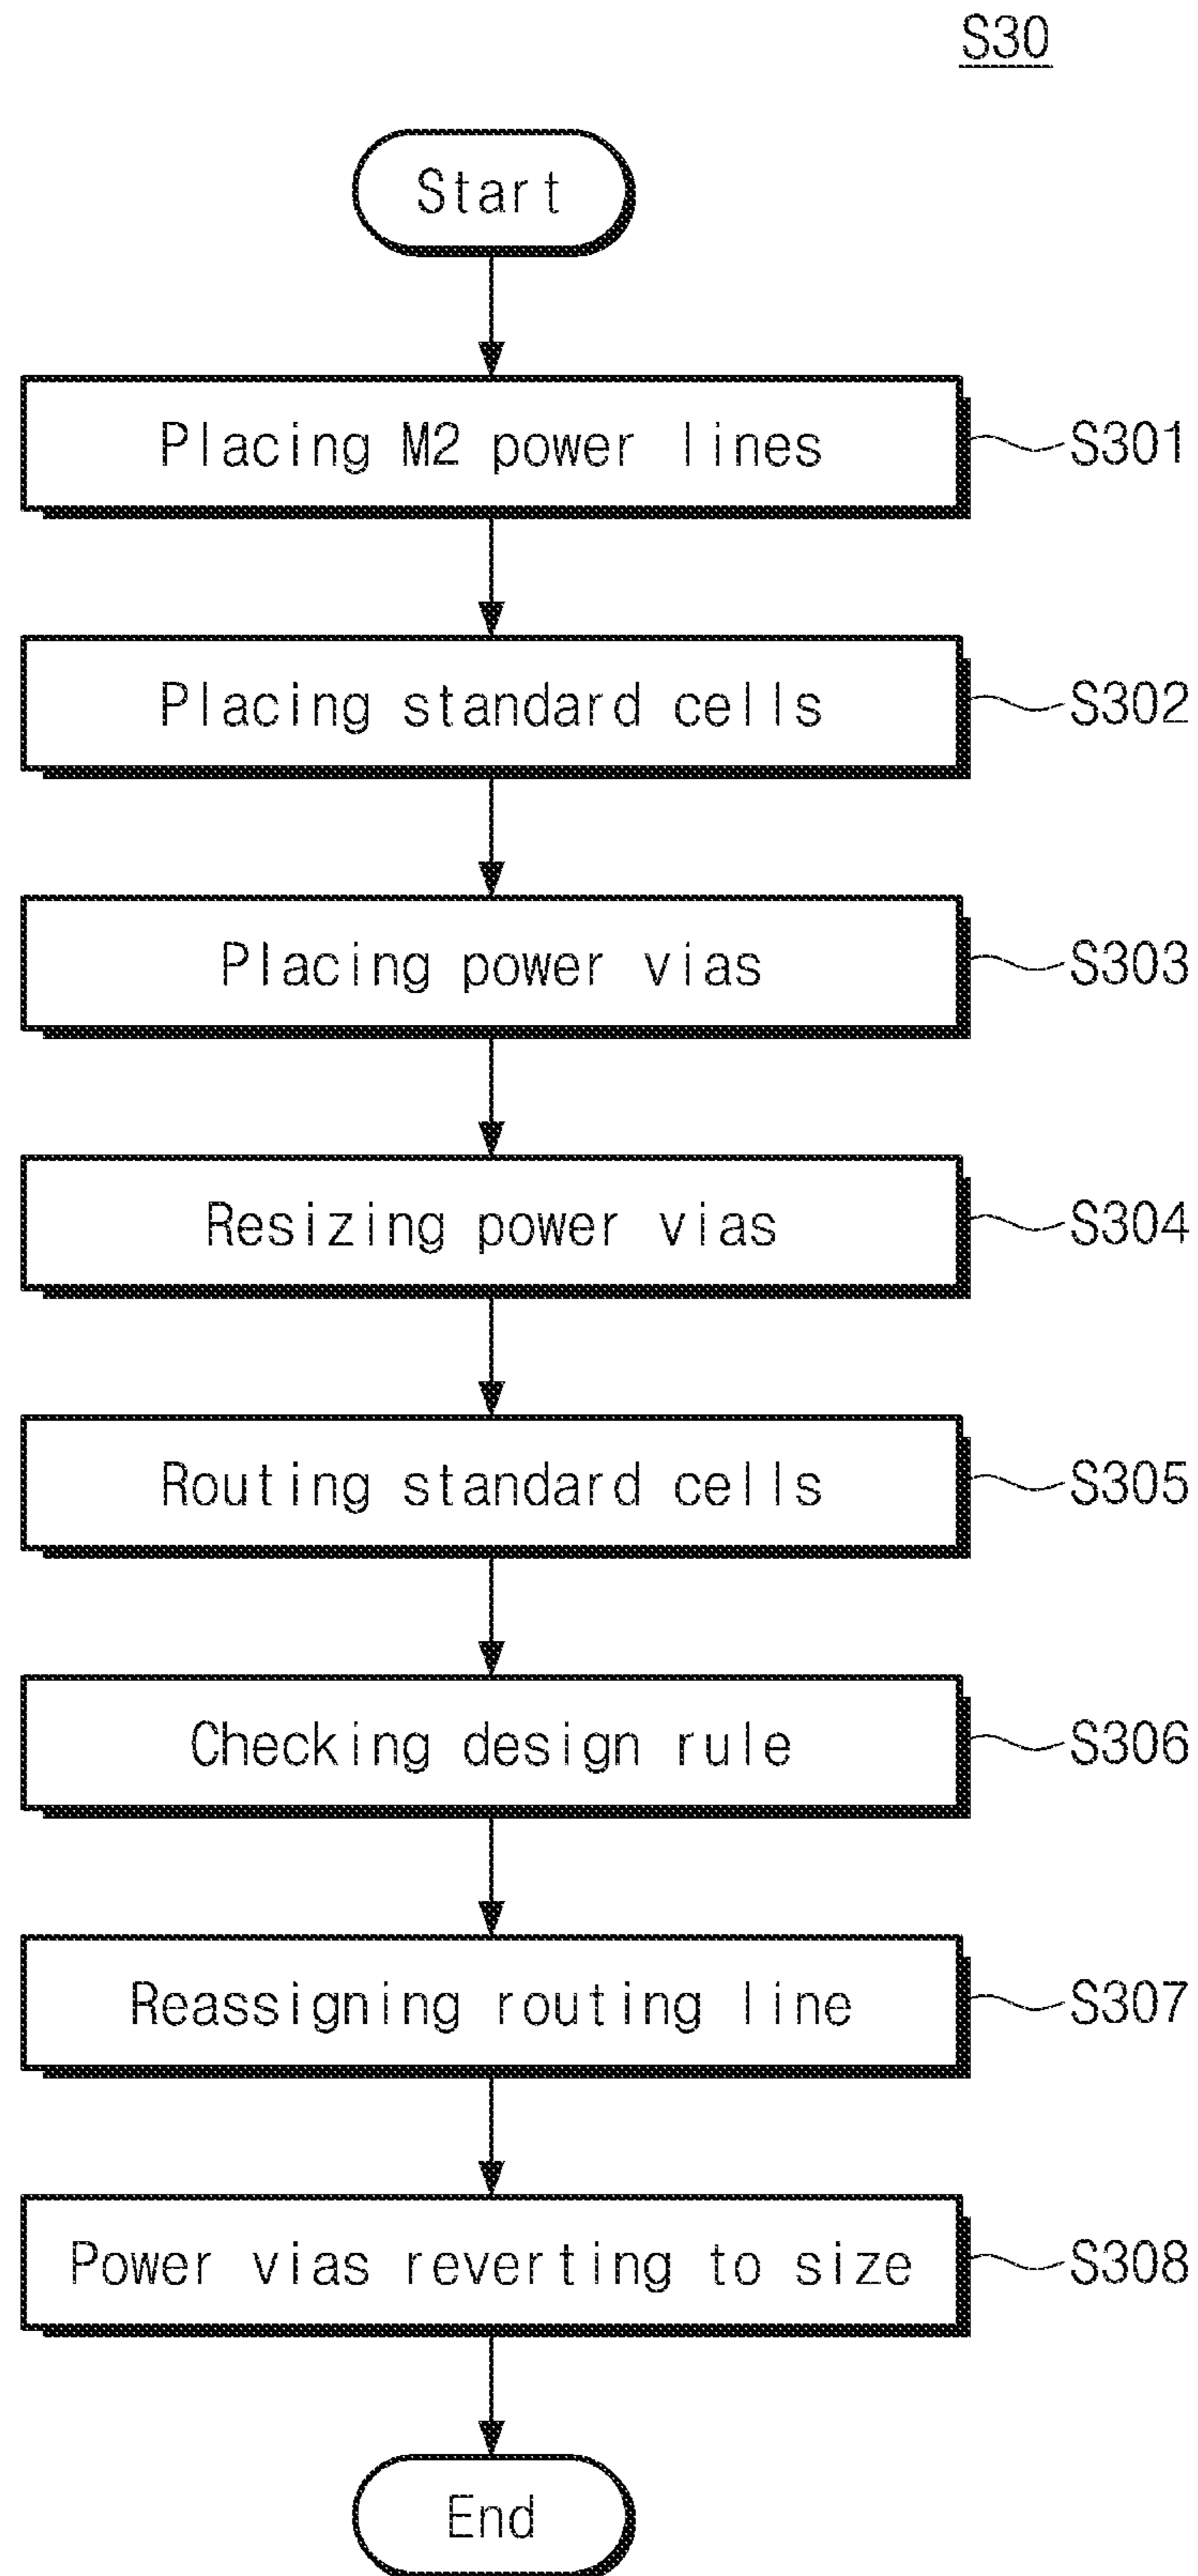 S30
Start
Placing M2 power lines
S301
Placing standard cells
S302
Placing power vias
S303
Resizing power vias
S304
Routing standard cells
S305
Checking design rule
S306
Reassigning routing line
S307
Power vias reverting to size
S308
End